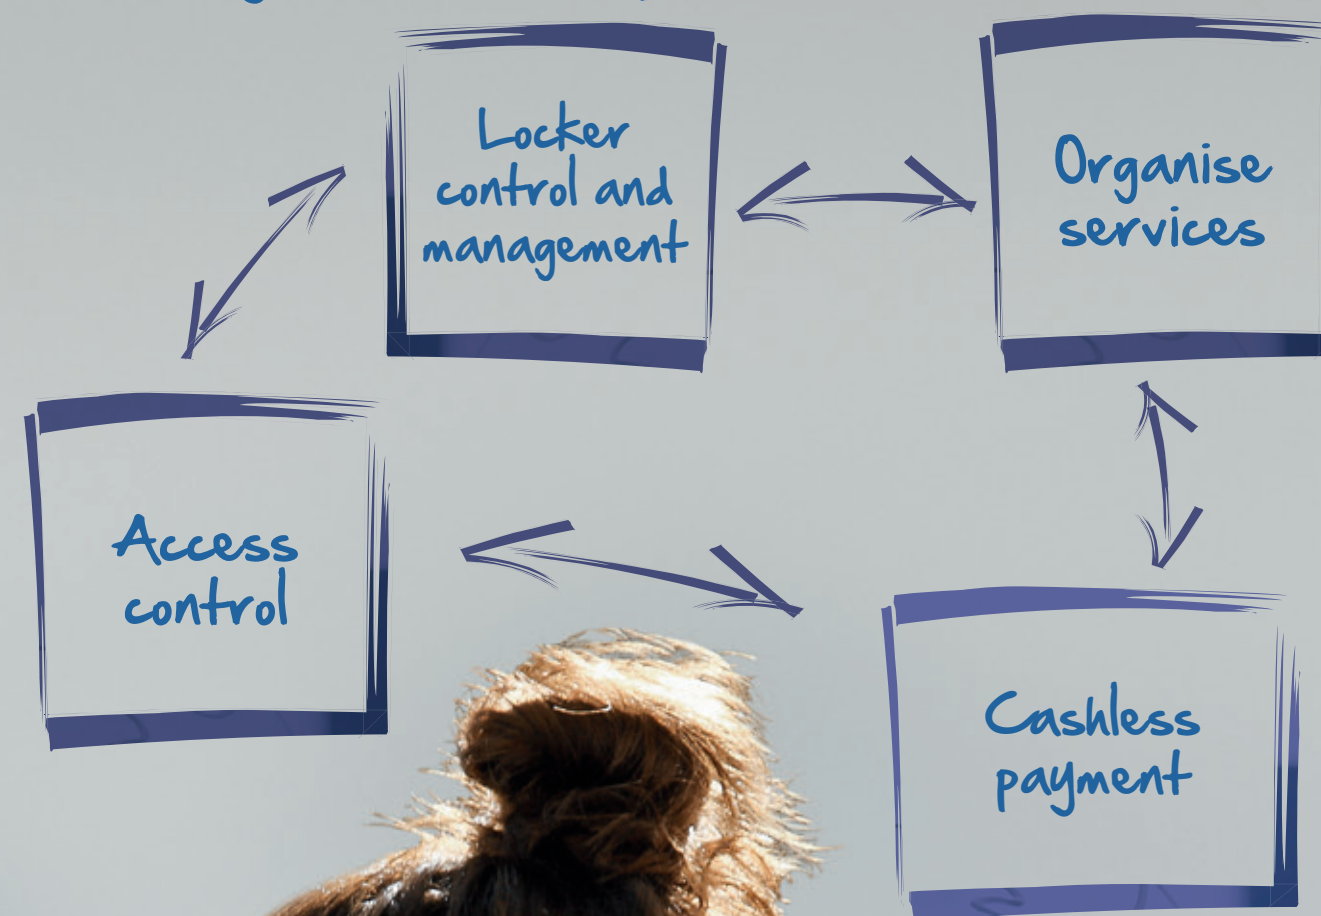 Locker
control and
management
Organise
services
Access
control
Cashless
payment